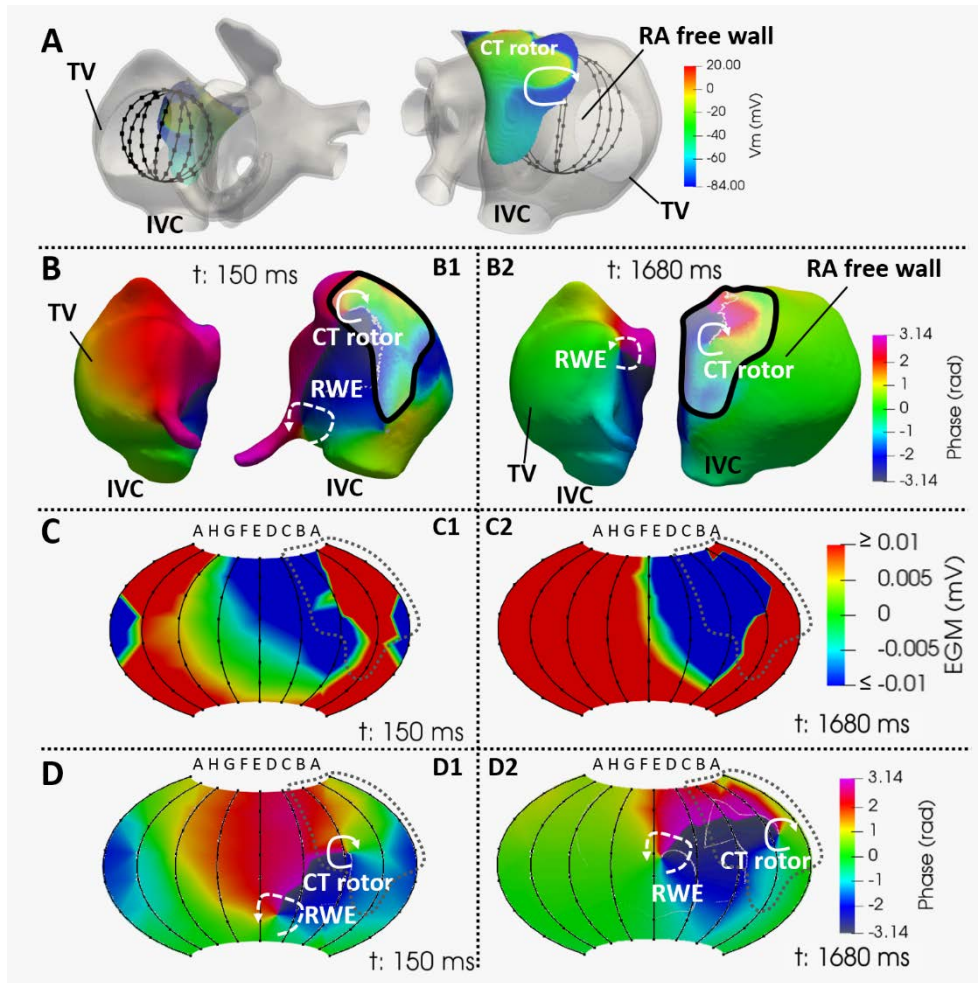 A
TV
IVC
CT rotor
RA free wall
TV
IVC
20.00
0
-20
-40
-60
-84.00
Vm (mV)
B
t: 150 ms
B1
TV
IVC
CT rotor
RWE
IVC
B2
t: 1680 ms
RA free wall
RWE
CT rotor
TV
IVC
IVC
3.14
2
1
0
-1
-2
-3.14
Phase (rad)
C
A H G F E D C B A
C1
t: 150 ms
C2
A H G F E D C B A
t: 1680 ms
≥ 0.01
0.005
0
-0.005
≤ -0.01
EGM (mV)
D
A H G F E D C B A
D1
CT rotor
RWE
t: 150 ms
D2
A H G F E D C B A
CT rotor
RWE
t: 1680 ms
3.14
2
1
0
-1
-2
-3.14
Phase (rad)